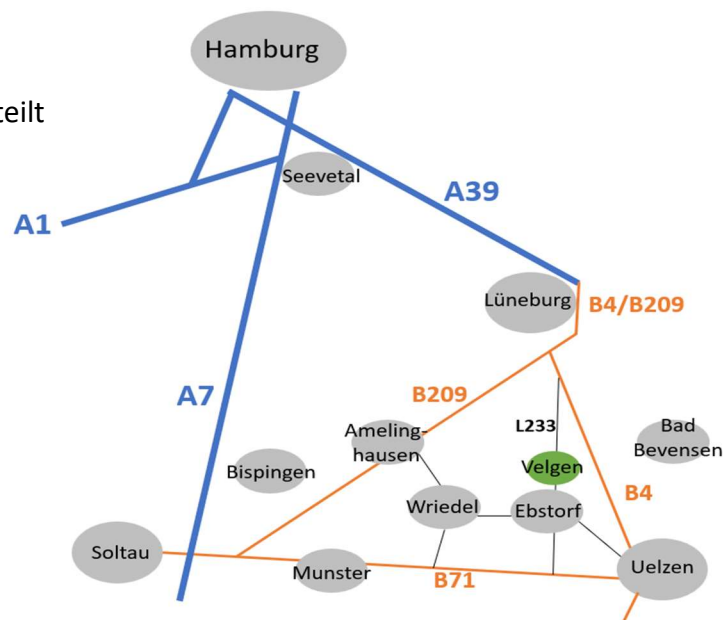 Hamburg
teilt
Seevetal
A39
A1
Lüneburg
B4/B209
A7
B209
Ameling-
hausen
L233
Bad
Bevensen
Bispingen
Velgen
B4
Wriedel
Ebstorf
Soltau
Munster
B71
Uelzen